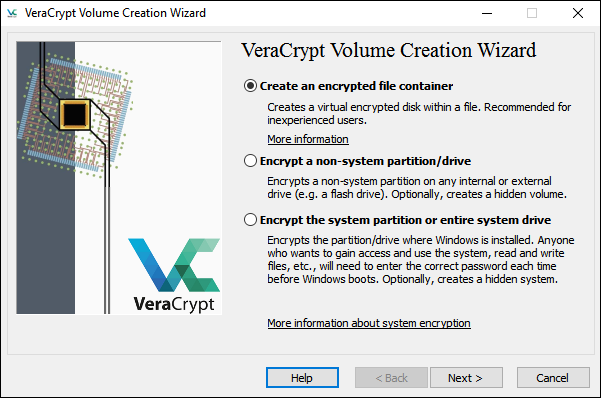 VeraCrypt Volume Creation Wizard
VeraCrypt Volume Creation Wizard
Create an encrypted file container
Creates a virtual encrypted disk within a file. Recommended for
inexperienced users.
More information
Encrypt a non-system partition/drive
Encrypts a non-system partition on any internal or external
drive (e.g. a flash drive). Optionally, creates a hidden volume.
Encrypt the system partition or entire system drive
Encrypts the partition/drive where Windows is installed. Anyone
who wants to gain access and use the system, read and write
files, etc., will need to enter the correct password each time
before Windows boots. Optionally, creates a hidden system.
VeraCrypt
More information about system encryption
Help
< Back
Next >
Cancel